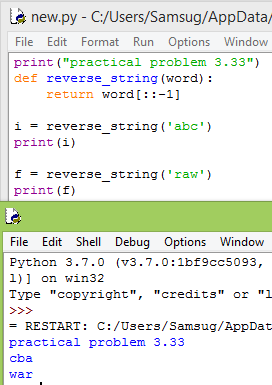 new.py - C:/Users/Samsug/AppData/
File Edit Format Run Options Window
print("practical problem 3.33")
def reverse_string(word):
    return word[::-1]
i = reverse_string('abc')
print(i)
f = reverse_string('raw')
print(f)
File Edit Shell Debug Options Window
Python 3.7.0 (v3.7.0:1bf9cc5093,
l)] on win32
Type "copyright", "credits" or "l
>>>
= RESTART: C:/Users/Samsug/AppDat
practical problem 3.33
cba
war